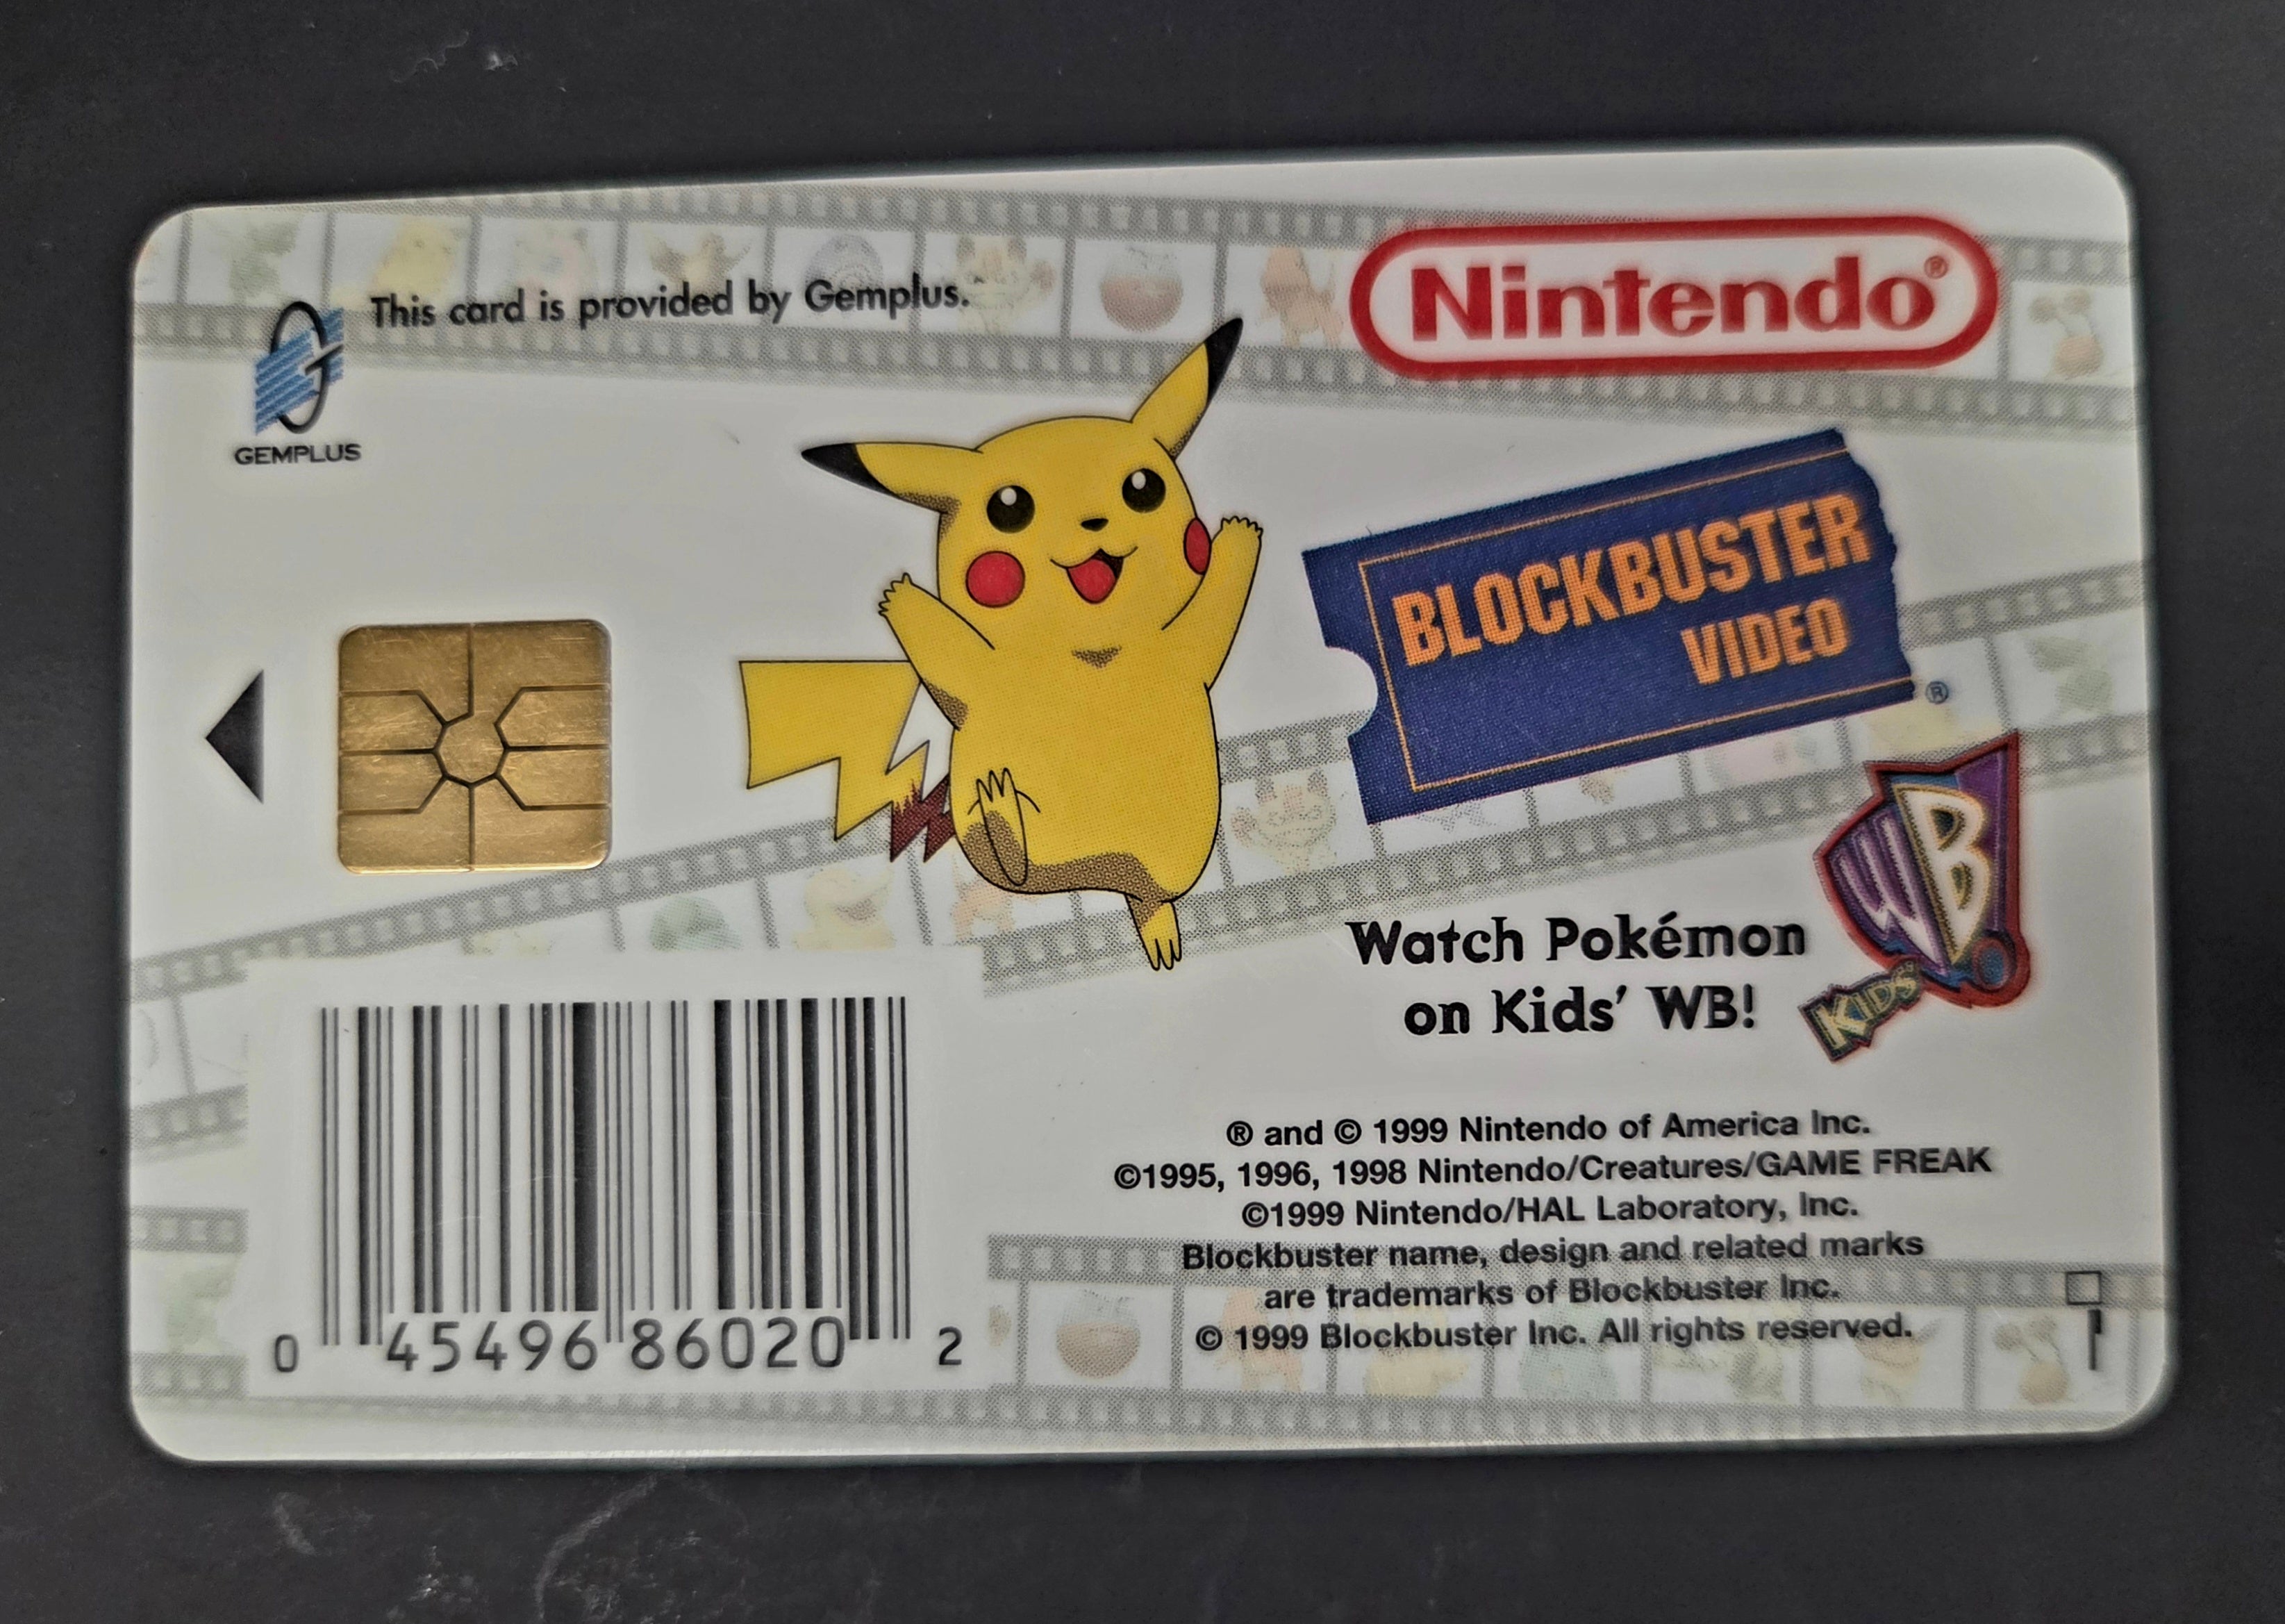 This card is provided by Gemplus.
GEMPLUS
Nintendo®
BLOCKBUSTER
VIDEO
®
WB
KIDS'
Watch Pokémon
on Kids' WB!
® and © 1999 Nintendo of America Inc.
©1995, 1996, 1998 Nintendo/Creatures/GAME FREAK
©1999 Nintendo/HAL Laboratory, Inc.
Blockbuster name, design and related marks
are trademarks of Blockbuster Inc.
© 1999 Blockbuster Inc. All rights reserved.
0 45496 86020 2